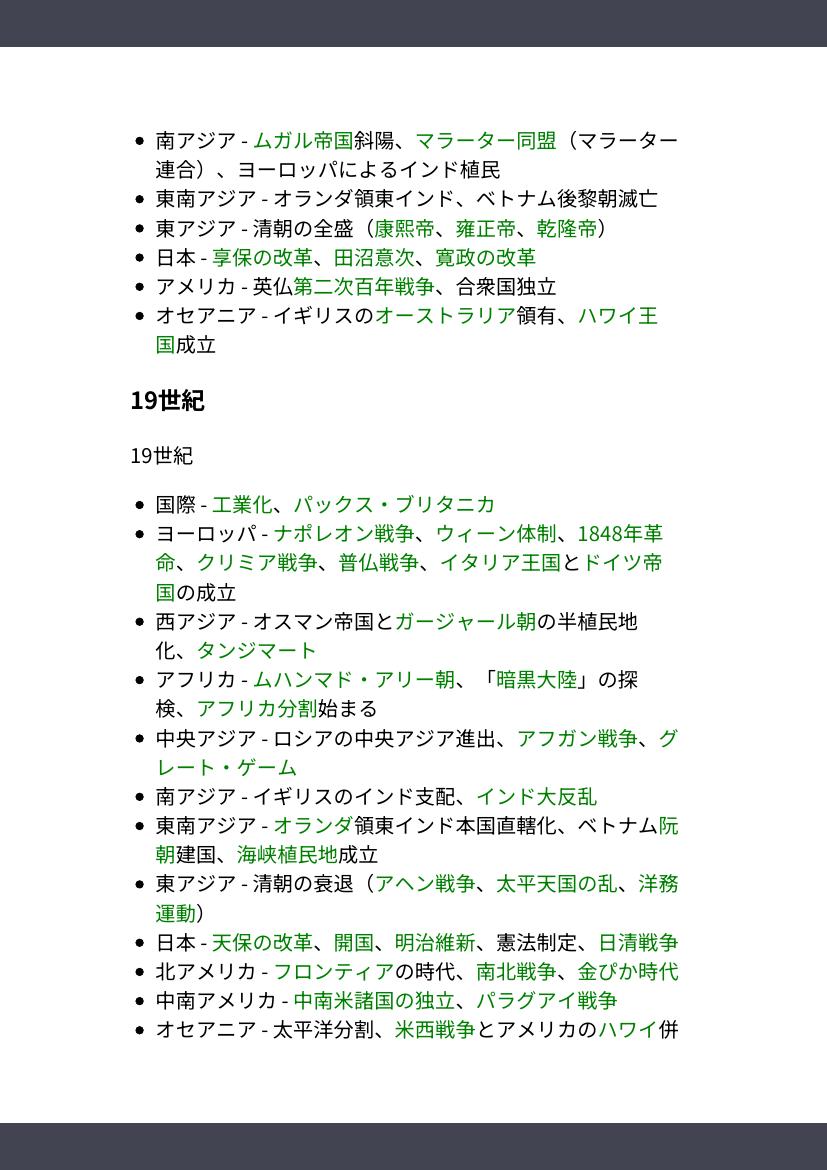 • 南アジア - ムガル帝国斜陽、マラーター同盟（マラーター
連合）、ヨーロッパによるインド植民
• 東南アジア - オランダ領東インド、ベトナム後黎朝滅亡
• 東アジア - 清朝の全盛（康熙帝、雍正帝、乾隆帝）
• 日本 - 享保の改革、田沼意次、寛政の改革
• アメリカ - 英仏第二次百年戦争、合衆国独立
• オセアニア - イギリスのオーストラリア領有、ハワイ王
国成立
19世紀
19世紀
• 国際 - 工業化、パックス・ブリタニカ
• ヨーロッパ - ナポレオン戦争、ウィーン体制、1848年革
命、クリミア戦争、普仏戦争、イタリア王国とドイツ帝
国の成立
• 西アジア - オスマン帝国とガージャール朝の半植民地
化、タンジマート
• アフリカ - ムハンマド・アリー朝、「暗黒大陸」の探
検、アフリカ分割始まる
• 中央アジア - ロシアの中央アジア進出、アフガン戦争、グ
レート・ゲーム
• 南アジア - イギリスのインド支配、インド大反乱
• 東南アジア - オランダ領東インド本国直轄化、ベトナム阮
朝建国、海峡植民地成立
• 東アジア - 清朝の衰退（アヘン戦争、太平天国の乱、洋務
運動）
• 日本 - 天保の改革、開国、明治維新、憲法制定、日清戦争
• 北アメリカ - フロンティアの時代、南北戦争、金ぴか時代
• 中南アメリカ - 中南米諸国の独立、パラグアイ戦争
• オセアニア - 太平洋分割、米西戦争とアメリカのハワイ併